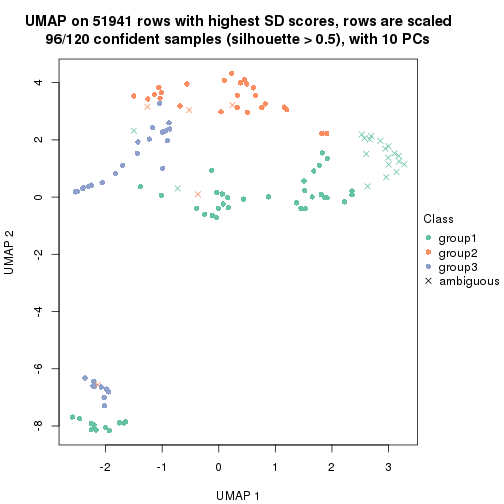 UMAP on 51941 rows with highest SD scores, rows are scaled
96/120 confident samples (silhouette > 0.5), with 10 PCs
4
2
0
-2
-4
-6
-8
UMAP 2
-2
-1
0
1
2
3
UMAP 1
Class
group1
group2
group3
ambiguous